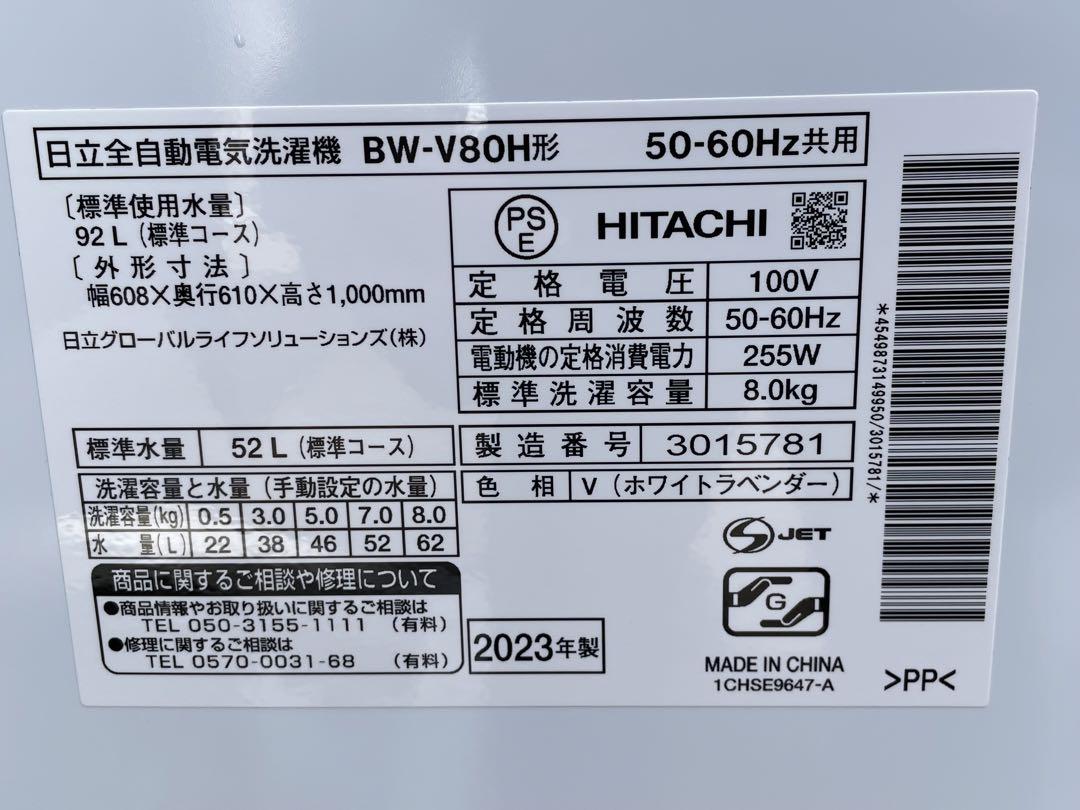 日立全自動電気洗濯機 BW-V80H形 50-60Hz共用
〔標準使用水量〕
92 L (標準コース)
〔外形寸法〕
幅608×奥行610×高さ1,000mm
日立グローバルライフソリューションズ(株)
PS
E
HITACHI
定格電圧 100V
定格周波数 50-60Hz
電動機の定格消費電力 255W
標準洗濯容量 8.0kg
標準水量 52 L (標準コース)
製造番号 3015781
色相 V (ホワイトラベンダー)
洗濯容量と水量 (手動設定の水量)
洗濯容量(kg) 0.5 3.0 5.0 7.0 8.0
水量(L) 22 38 46 52 62
商品に関するご相談や修理について
●商品情報やお取り扱いに関するご相談は
TEL 050-3155-1111 (有料)
●修理に関するご相談は
TEL 0570-0031-68 (有料)
2023年製
S JET
G
MADE IN CHINA
1CHSE9647-A
>PP<
*4549873149950/3015781/*